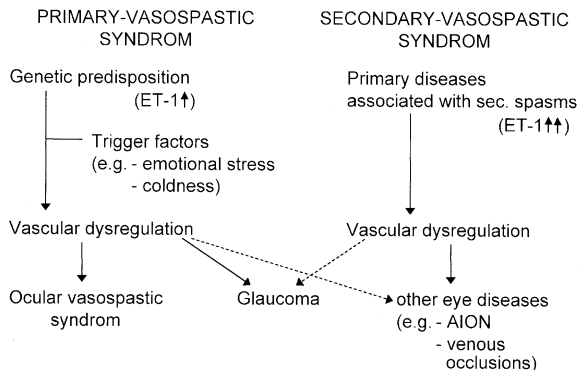 PRIMARY-VASOSPASTIC
SYNDROM
Genetic predisposition
(ET-1↑)
Trigger factors
(e.g. - emotional stress
- coldness)
Vascular dysregulation
Ocular vasospastic
syndrom
Glaucoma
SECONDARY-VASOSPASTIC
SYNDROM
Primary diseases
associated with sec. spasms
(ET-1↑↑)
Vascular dysregulation
other eye diseases
(e.g. - AION
- venous
occlusions)